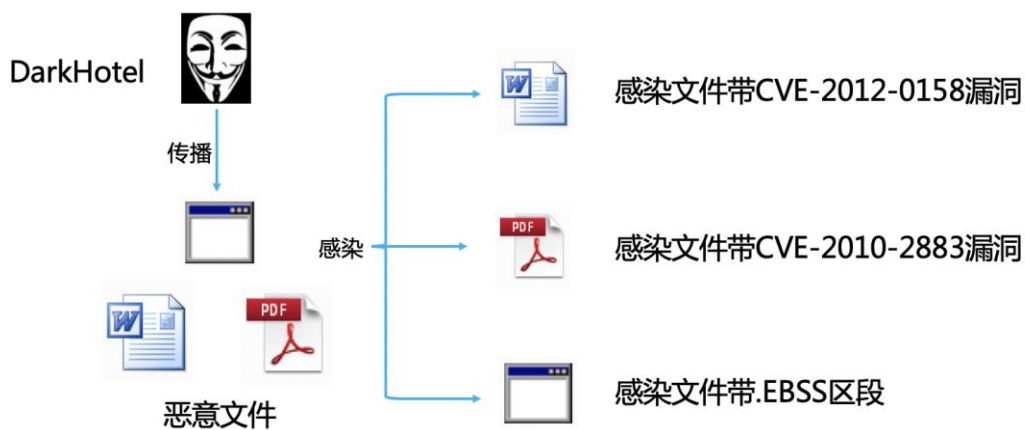 DarkHotel
传播
感染
恶意文件
PDF
感染文件带CVE-2012-0158漏洞
PDF
感染文件带CVE-2010-2883漏洞
感染文件带.EBSS区段